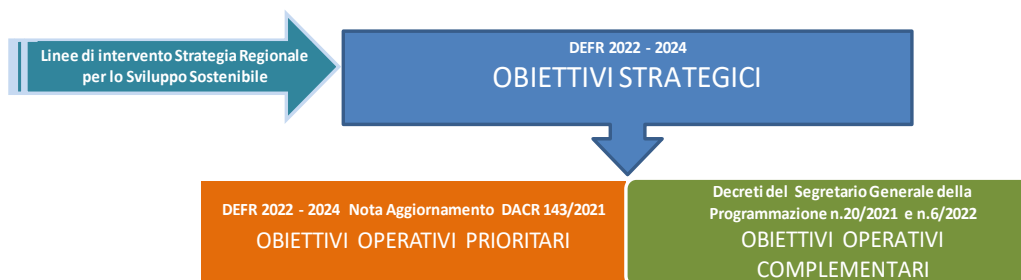 Linee di intervento Strategia Regionale
per lo Sviluppo Sostenibile
DEFR 2022 - 2024
OBIETTIVI STRATEGICI
DEFR 2022 - 2024 Nota Aggiornamento DACR 143/2021
OBIETTIVI OPERATIVI PRIORITARI
Decreti del Segretario Generale della
Programmazione n.20/2021 e n.6/2022
OBIETTIVI OPERATIVI
COMPLEMENTARI